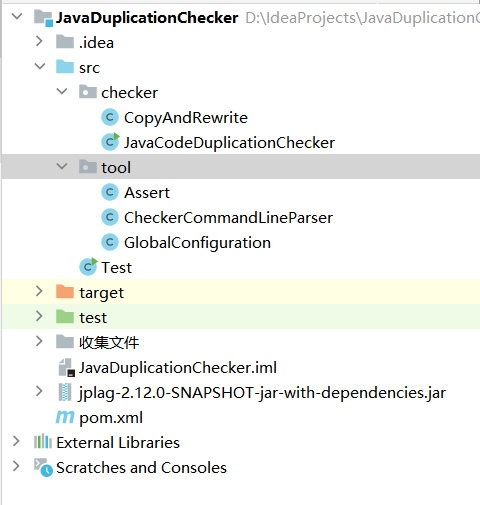 JavaDuplicationChecker D:\IdeaProjects\JavaDuplicationC
.idea
src
checker
CopyAndRewrite
JavaCodeDuplicationChecker
tool
Assert
CheckerCommandLineParser
GlobalConfiguration
Test
target
test
收集文件
JavaDuplicationChecker.iml
jplag-2.12.0-SNAPSHOT-jar-with-dependencies.jar
pom.xml
External Libraries
Scratches and Consoles